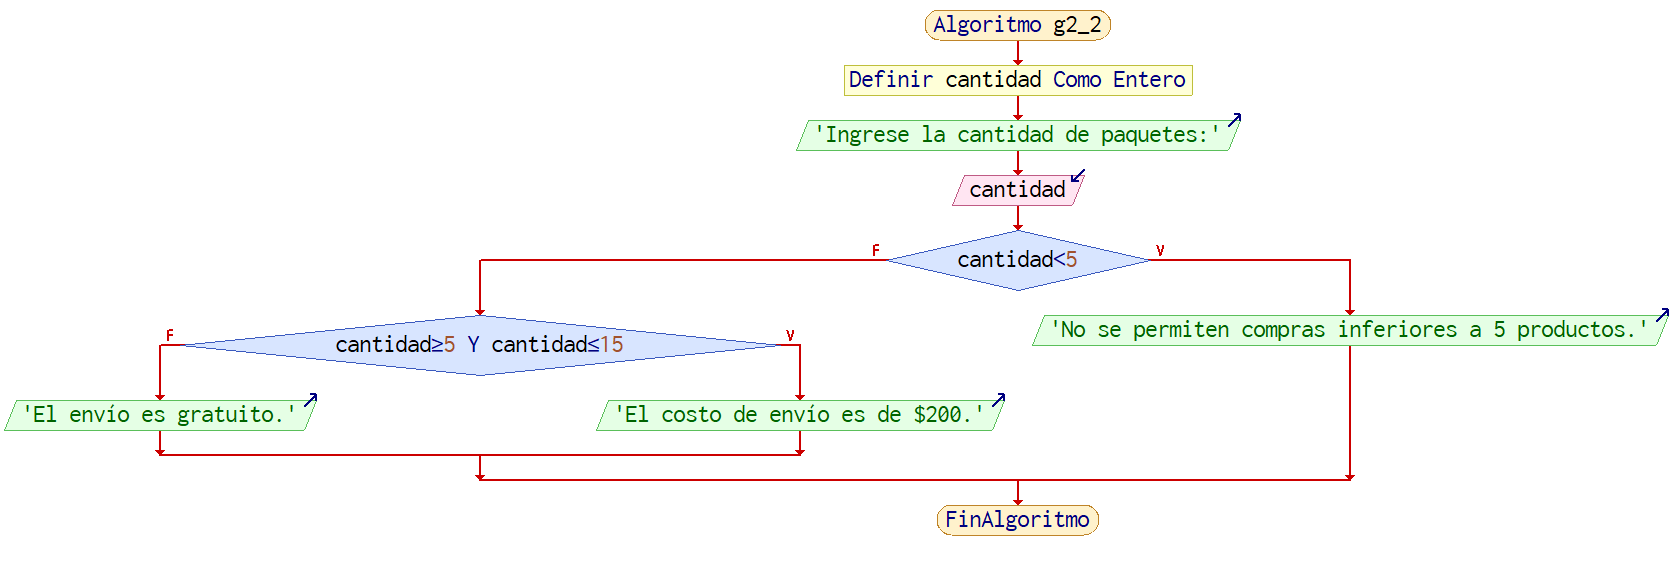 Algoritmo g2_2
Definir cantidad Como Entero
'Ingrese la cantidad de paquetes:'
cantidad
cantidad<5
F
V
cantidad≥5 Y cantidad≤15
F
V
'No se permiten compras inferiores a 5 productos.'
'El envío es gratuito.'
'El costo de envío es de $200.'
FinAlgoritmo